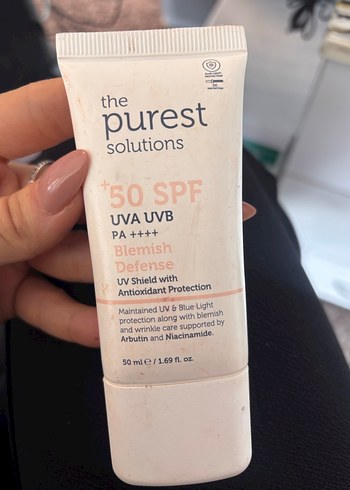 the
purest
solutions
+50 SPF
UVA UVB
PA ++++
Blemish
Defense
UV Shield with
Antioxidant Protection
Maintained UV & Blue Light
protection along with blemish
and wrinkle care supported by
Arbutin and Niacinamide.
50 ml ℮ / 1.69 fl. oz.